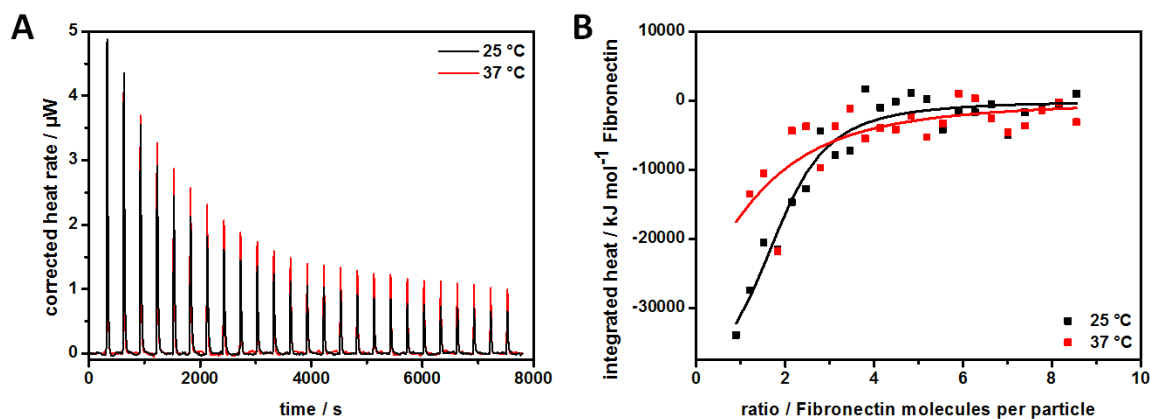 A
5
4
3
2
1
0
corrected heat rate / µW
25 °C
37 °C
0 2000 4000 6000 8000
time / s
B
10000
0
-10000
-20000
-30000
integrated heat / kJ mol⁻¹ Fibronectin
25 °C
37 °C
0 2 4 6 8 10
ratio / Fibronectin molecules per particle